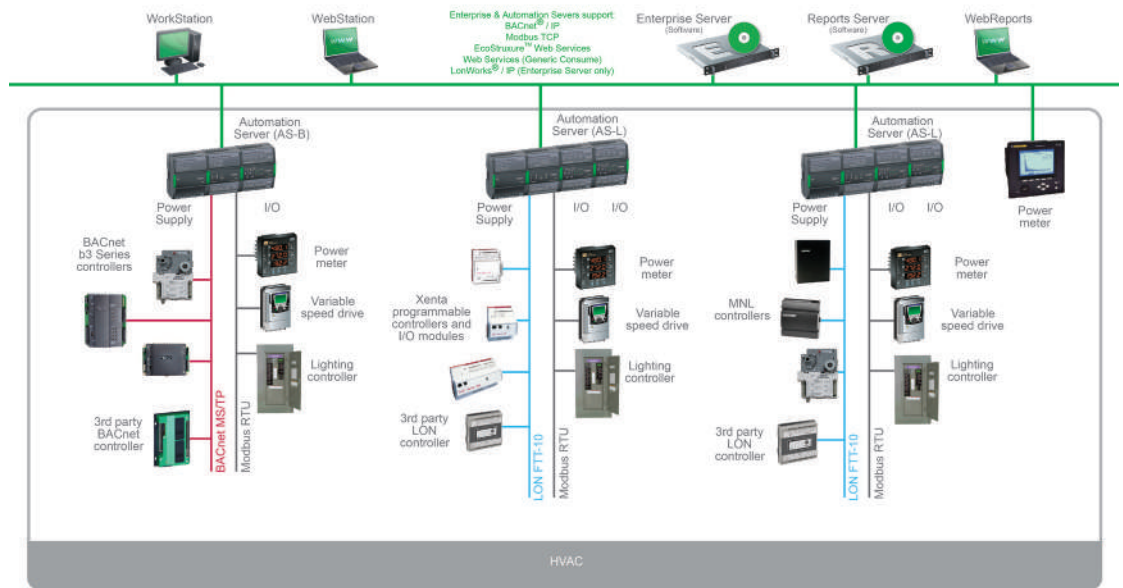 WorkStation
WebStation
Enterprise & Automation Severs support:
BACnet® / IP
Modbus TCP
EcoStruxure™ Web Services
Web Services (Generic Consume)
LonWorks® / IP (Enterprise Server only)
Enterprise Server
(Software)
Reports Server
(Software)
WebReports
Automation
Server (AS-B)
Power
Supply
I/O
BACnet
b3 Series
controllers
Power
meter
Variable
speed drive
Lighting
controller
3rd party
BACnet
controller
BACnet MS/TP
Modbus RTU
Automation
Server (AS-L)
Power
Supply
I/O
I/O
Xenta
programmable
controllers and
I/O modules
Power
meter
Variable
speed drive
Lighting
controller
3rd party
LON
controller
LON FTT-10
Modbus RTU
Automation
Server (AS-L)
Power
Supply
I/O
I/O
MNL
controllers
Power
meter
Variable
speed drive
Lighting
controller
3rd party
LON
controller
LON FTT-10
Modbus RTU
Power
meter
HVAC